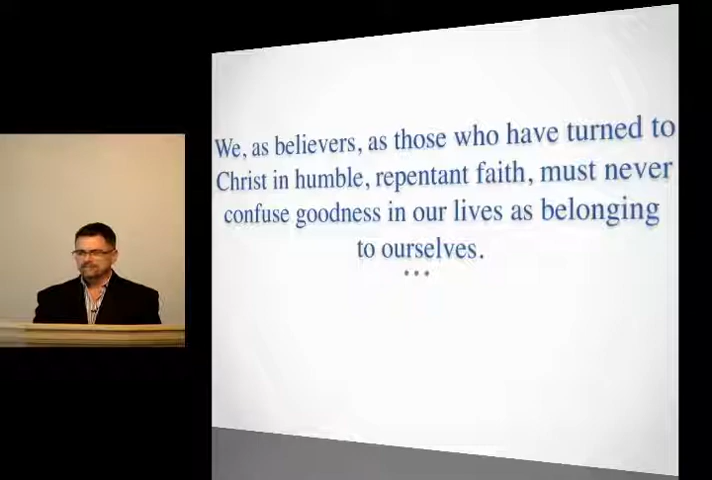 We, as believers, as those who have turned to
Christ in humble, repentant faith, must never
confuse goodness in our lives as belonging
to ourselves.